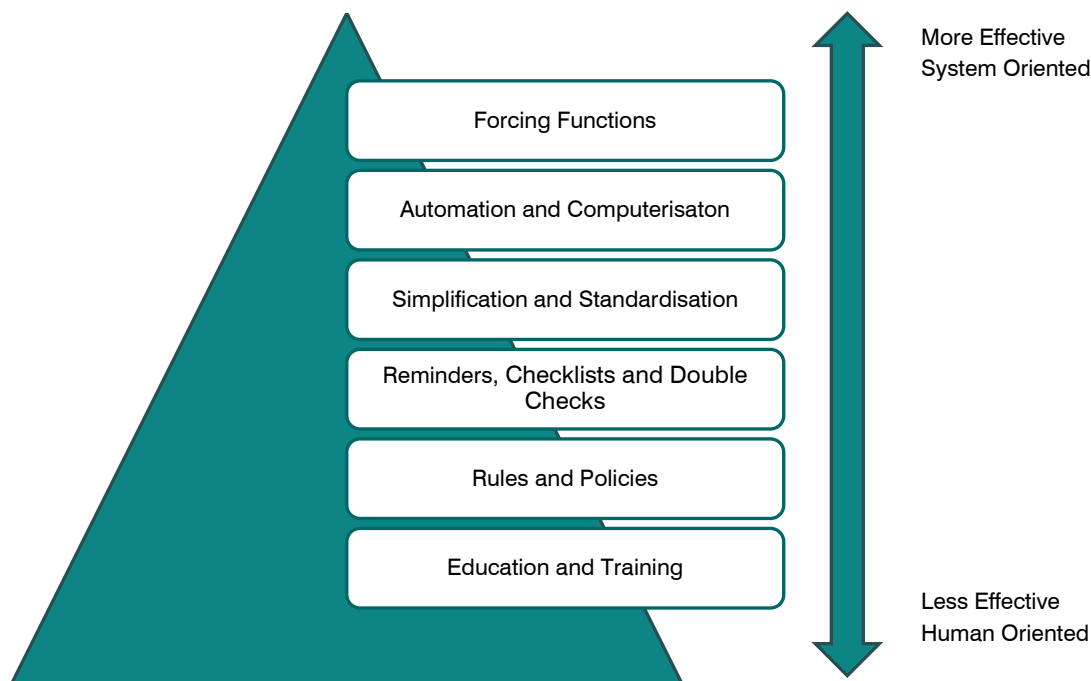 More Effective
System Oriented
Forcing Functions
Automation and Computerisaton
Simplification and Standardisation
Reminders, Checklists and Double
Checks
Rules and Policies
Education and Training
Less Effective
Human Oriented